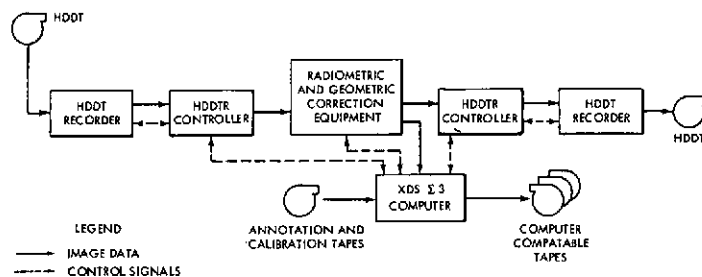 HDDT
HDDT
RECORDER
HDDTR
CONTROLLER
RADIOMETRIC
AND GEOMETRIC
CORRECTION
EQUIPMENT
HDDTR
CONTROLLER
HDDT
RECORDER
HDDT
XDS Σ 3
COMPUTER
ANNOTATION AND
CALIBRATION TAPES
COMPUTER
COMPATABLE
TAPES
LEGEND
IMAGE DATA
CONTROL SIGNALS